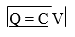 Q = C V